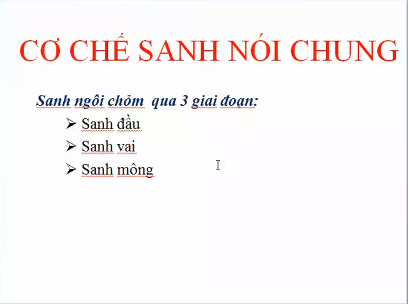 CƠ CHẾ SANH NÓI CHUNG
Sanh ngôi chỏm qua 3 giai đoạn:
➢ Sanh đầu
➢ Sanh vai
➢ Sanh mông